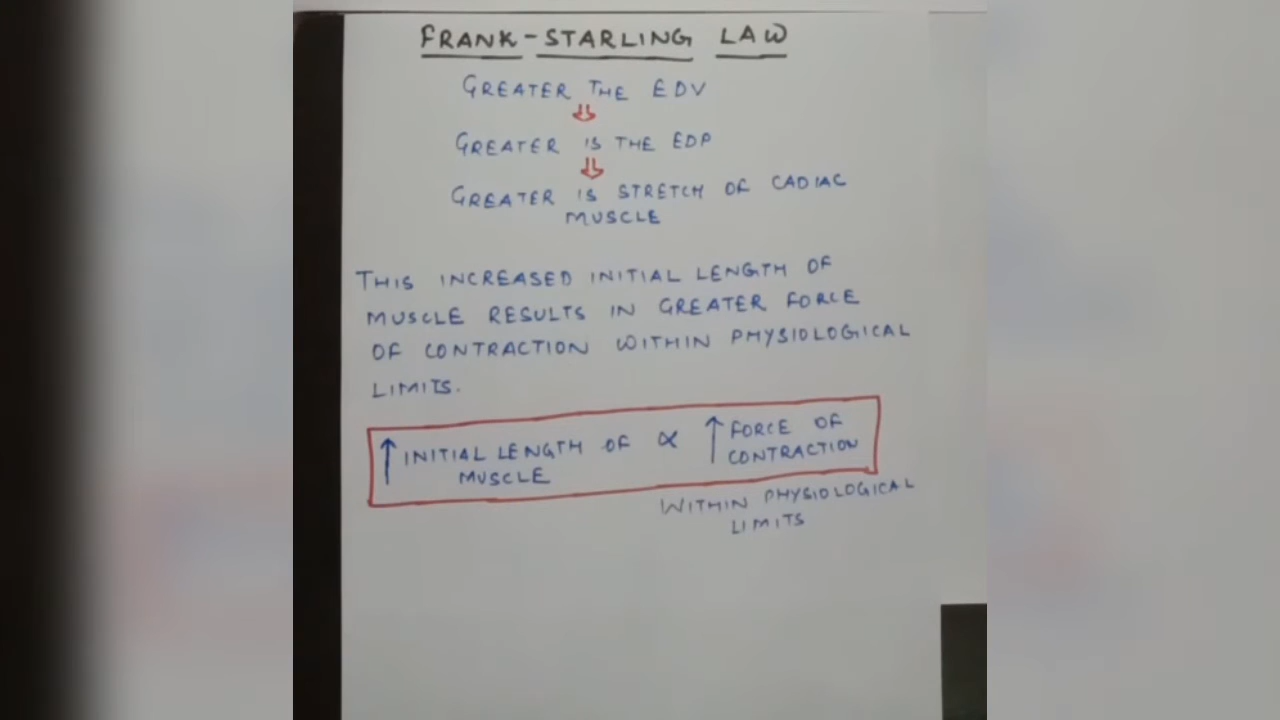 FRANK-STARLING LAW
GREATER THE EDV
⇩
GREATER IS THE EDP
⇩
GREATER IS STRETCH OF CADIAC
MUSCLE
THIS INCREASED INITIAL LENGTH OF
MUSCLE RESULTS IN GREATER FORCE
OF CONTRACTION WITHIN PHYSIOLOGICAL
LIMITS.
↑ INITIAL LENGTH OF MUSCLE ∝ ↑ FORCE OF CONTRACTION
WITHIN PHYSIOLOGICAL
LIMITS